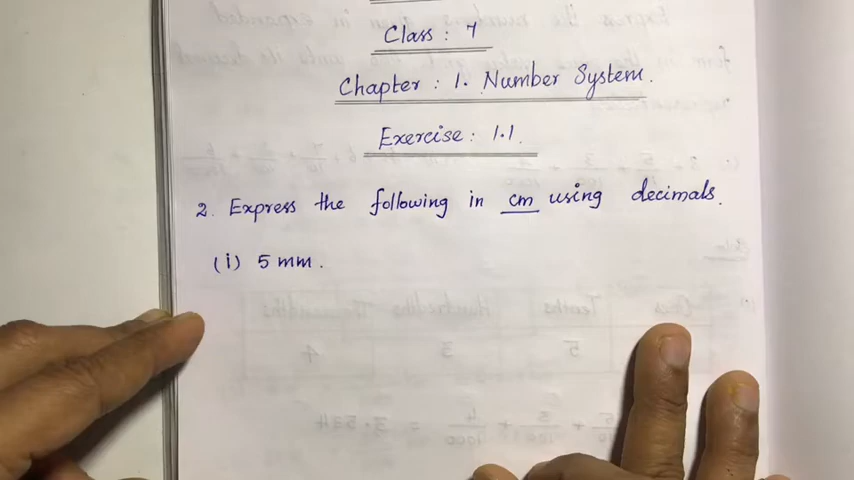 Class : 7
Chapter : 1. Number System.
Exercise : 1.1
2. Express the following in cm using decimals.
(i) 5 mm.